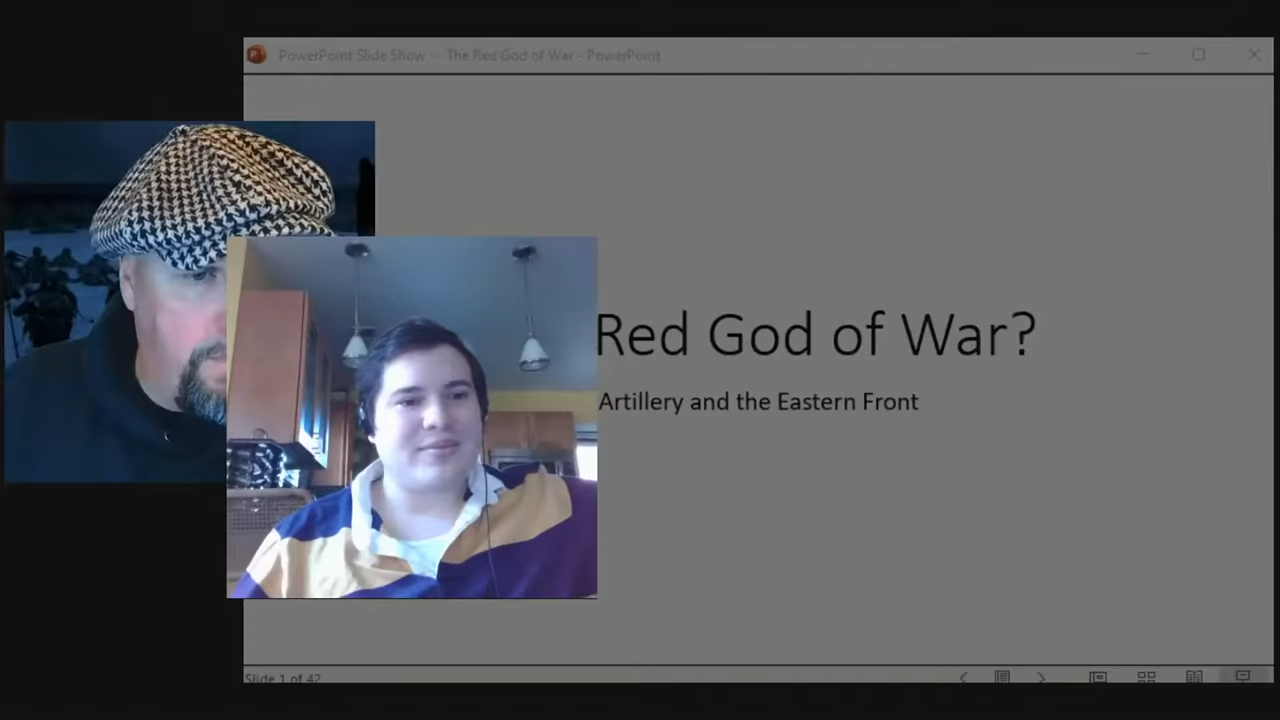 PowerPoint Slide Show - The Red God of War - PowerPoint
Red God of War?
Artillery and the Eastern Front
Slide 1 of 42